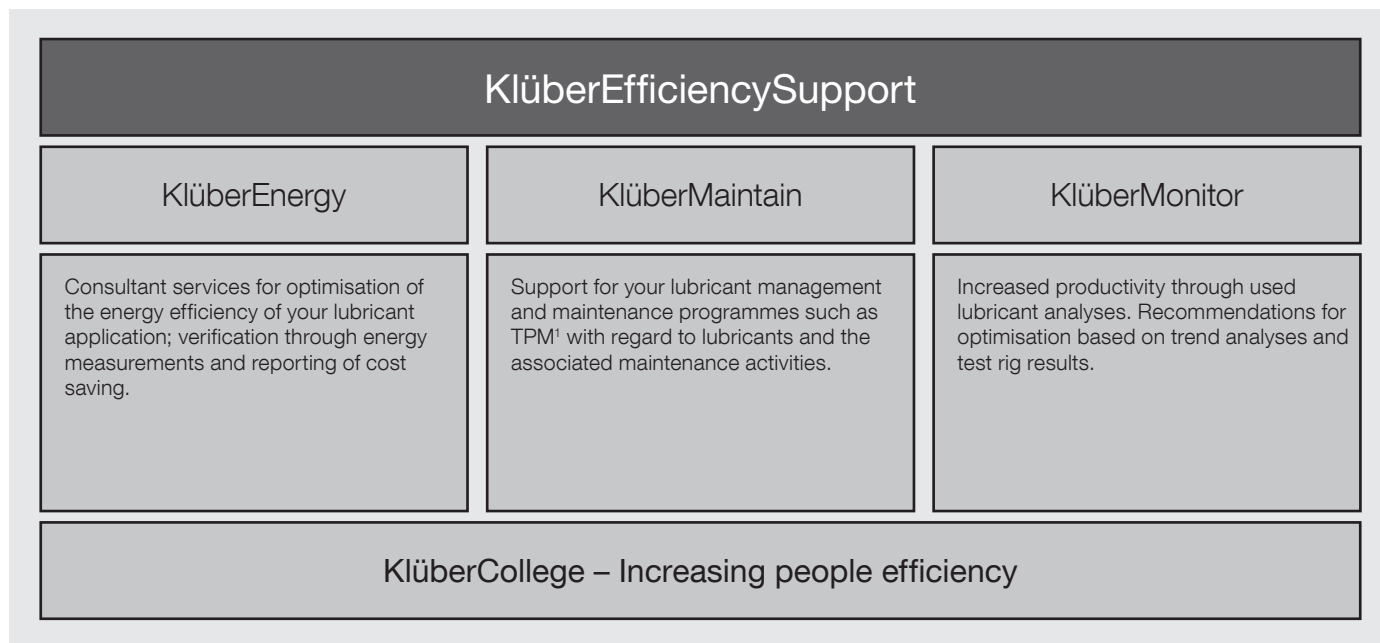 KlüberEfficiencySupport
KlüberEnergy
KlüberMaintain
KlüberMonitor
Consultant services for optimisation of
the energy efficiency of your lubricant
application; verification through energy
measurements and reporting of cost
saving.
Support for your lubricant management
and maintenance programmes such as
TPM¹ with regard to lubricants and the
associated maintenance activities.
Increased productivity through used
lubricant analyses. Recommendations for
optimisation based on trend analyses and
test rig results.
KlüberCollege – Increasing people efficiency